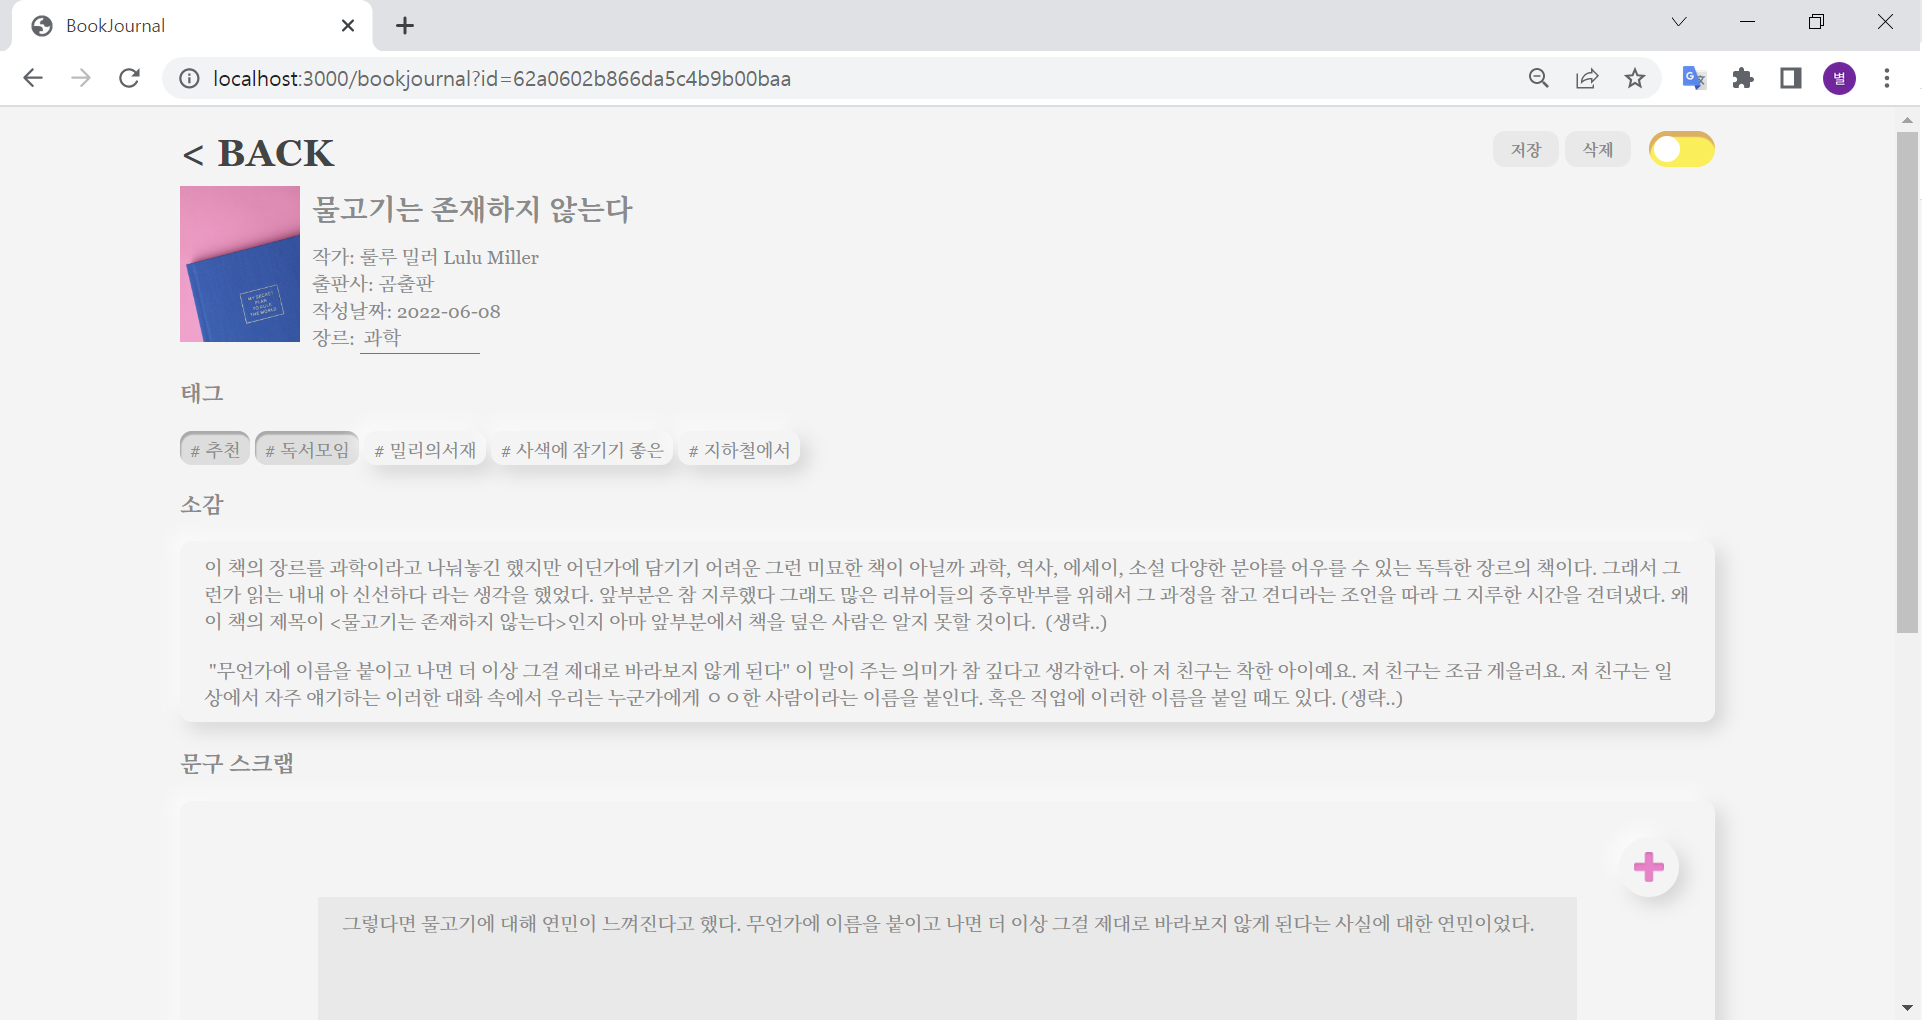 BookJournal
localhost:3000/bookjournal?id=62a0602b866da5c4b9b00baa
별
< BACK
저장
삭제
물고기는 존재하지 않는다
작가: 룰루 밀러 Lulu Miller
출판사: 곰출판
작성날짜: 2022-06-08
장르: 과학
MY SECRET
PLAN
TO RULE
THE WORLD
태그
# 추천
# 독서모임
# 밀리의서재
# 사색에 잠기기 좋은
# 지하철에서
소감
이 책의 장르를 과학이라고 나눠놓긴 했지만 어딘가에 담기기 어려운 그런 미묘한 책이 아닐까 과학, 역사, 에세이, 소설 다양한 분야를 어우를 수 있는 독특한 장르의 책이다. 그래서 그
런가 읽는 내내 아 신선하다 라는 생각을 했었다. 앞부분은 참 지루했다 그래도 많은 리뷰어들의 중후반부를 위해서 그 과정을 참고 견디라는 조언을 따라 그 지루한 시간을 견뎌냈다. 왜
이 책의 제목이 <물고기는 존재하지 않는다>인지 아마 앞부분에서 책을 덮은 사람은 알지 못할 것이다. (생략..)
"무언가에 이름을 붙이고 나면 더 이상 그걸 제대로 바라보지 않게 된다" 이 말이 주는 의미가 참 깊다고 생각한다. 아 저 친구는 착한 아이예요. 저 친구는 조금 게을러요. 저 친구는 일
상에서 자주 얘기하는 이러한 대화 속에서 우리는 누군가에게 ㅇㅇ한 사람이라는 이름을 붙인다. 혹은 직업에 이러한 이름을 붙일 때도 있다. (생략..)
문구 스크랩
그렇다면 물고기에 대해 연민이 느껴진다고 했다. 무언가에 이름을 붙이고 나면 더 이상 그걸 제대로 바라보지 않게 된다는 사실에 대한 연민이었다.